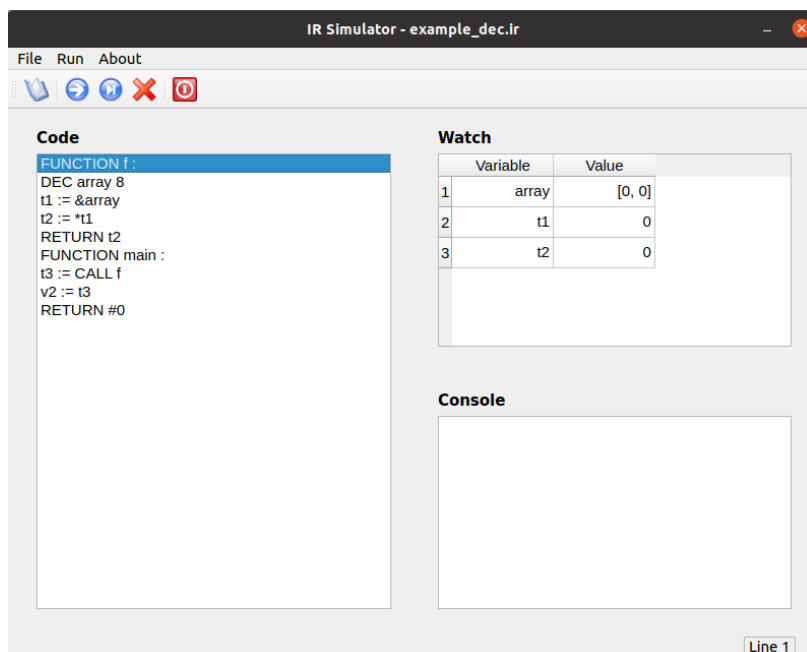 IR Simulator - example_dec.ir
File Run About
Code
FUNCTION f :
DEC array 8
t1 := &array
t2 := *t1
RETURN t2
FUNCTION main :
t3 := CALL f
v2 := t3
RETURN #0
Watch
Variable Value
1 array [0, 0]
2 t1 0
3 t2 0
Console
Line 1